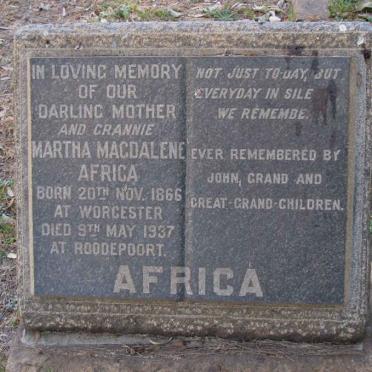 IN LOVING MEMORY
OF OUR
DARLING MOTHER
AND GRANNIE
MARTHA MAGDALENE
AFRICA
BORN 20TH NOV. 1866
AT WORCESTER
DIED 9TH MAY 1937
AT ROODEPOORT.
NOT JUST TO-DAY, BUT
EVERYDAY IN SILE
WE REMEMBE
EVER REMEMBERED BY
JOHN, GRAND AND
GREAT-GRAND-CHILDREN.
AFRICA